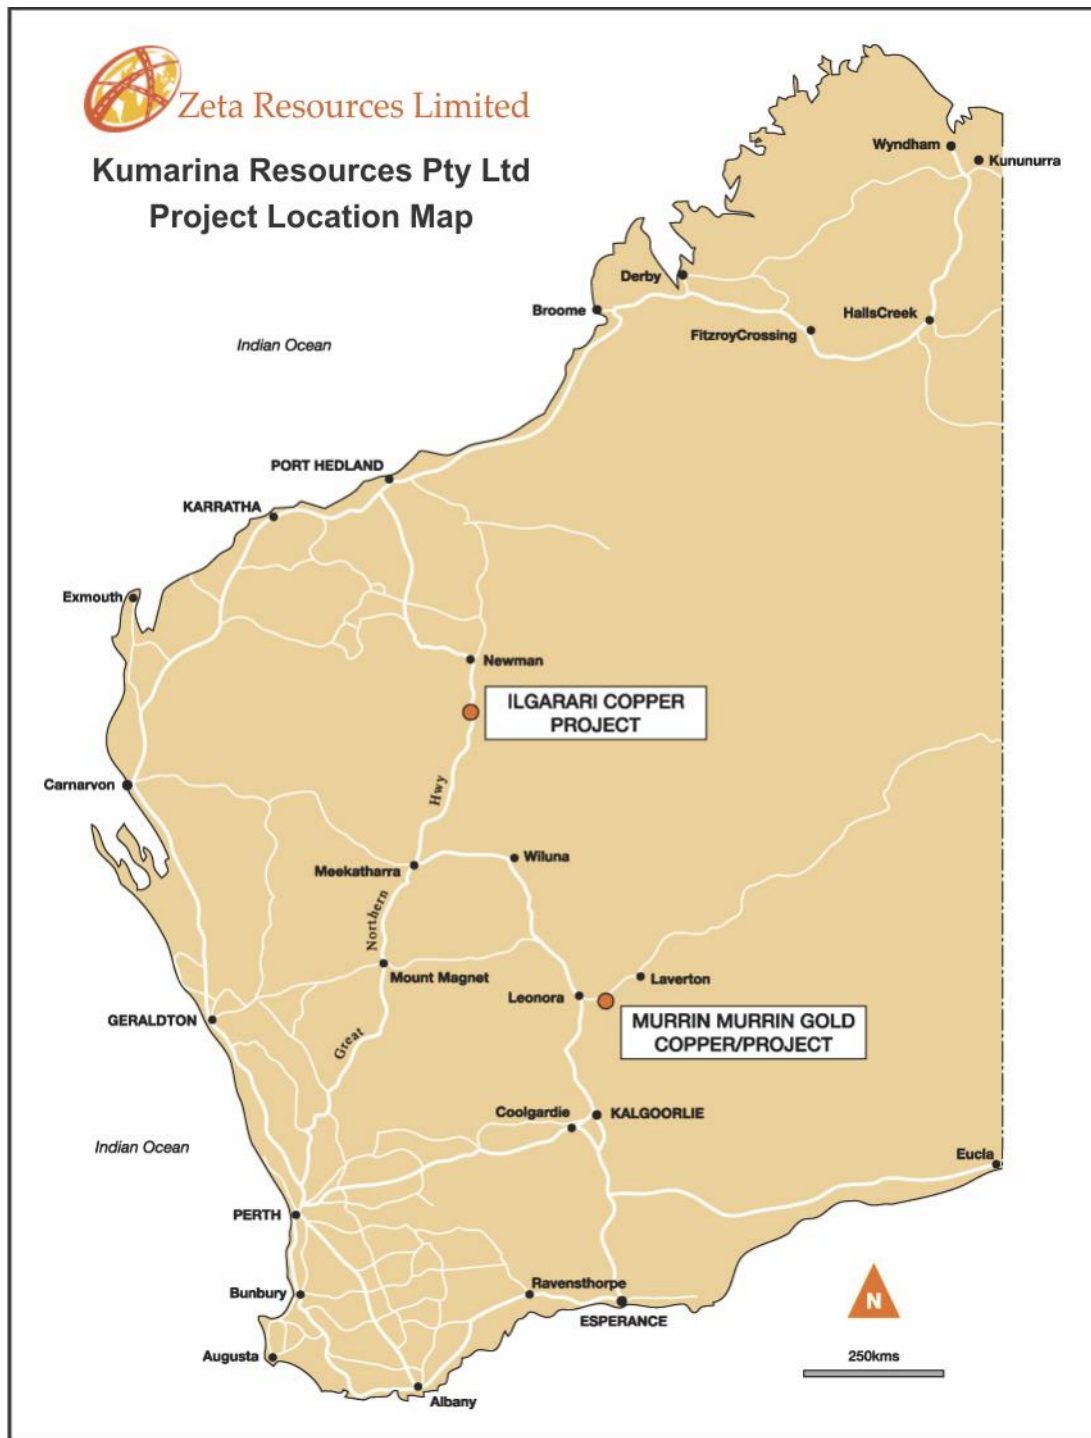 Zeta Resources Limited
Kumarina Resources Pty Ltd
Project Location Map
Wyndham
Kununurra
Derby
Broome
HallsCreek
FitzroyCrossing
Indian Ocean
PORT HEDLAND
KARRATHA
Exmouth
Newman
ILGARARI COPPER
PROJECT
Carnarvon
Hwy
Meekatharra
Wiluna
Northern
Mount Magnet
Laverton
Leonora
GERALDTON
MURRIN MURRIN GOLD
COPPER/PROJECT
Great
Coolgardie
KALGOORLIE
Indian Ocean
Eucla
PERTH
Ravensthorpe
Bunbury
N
ESPERANCE
Augusta
250kms
Albany